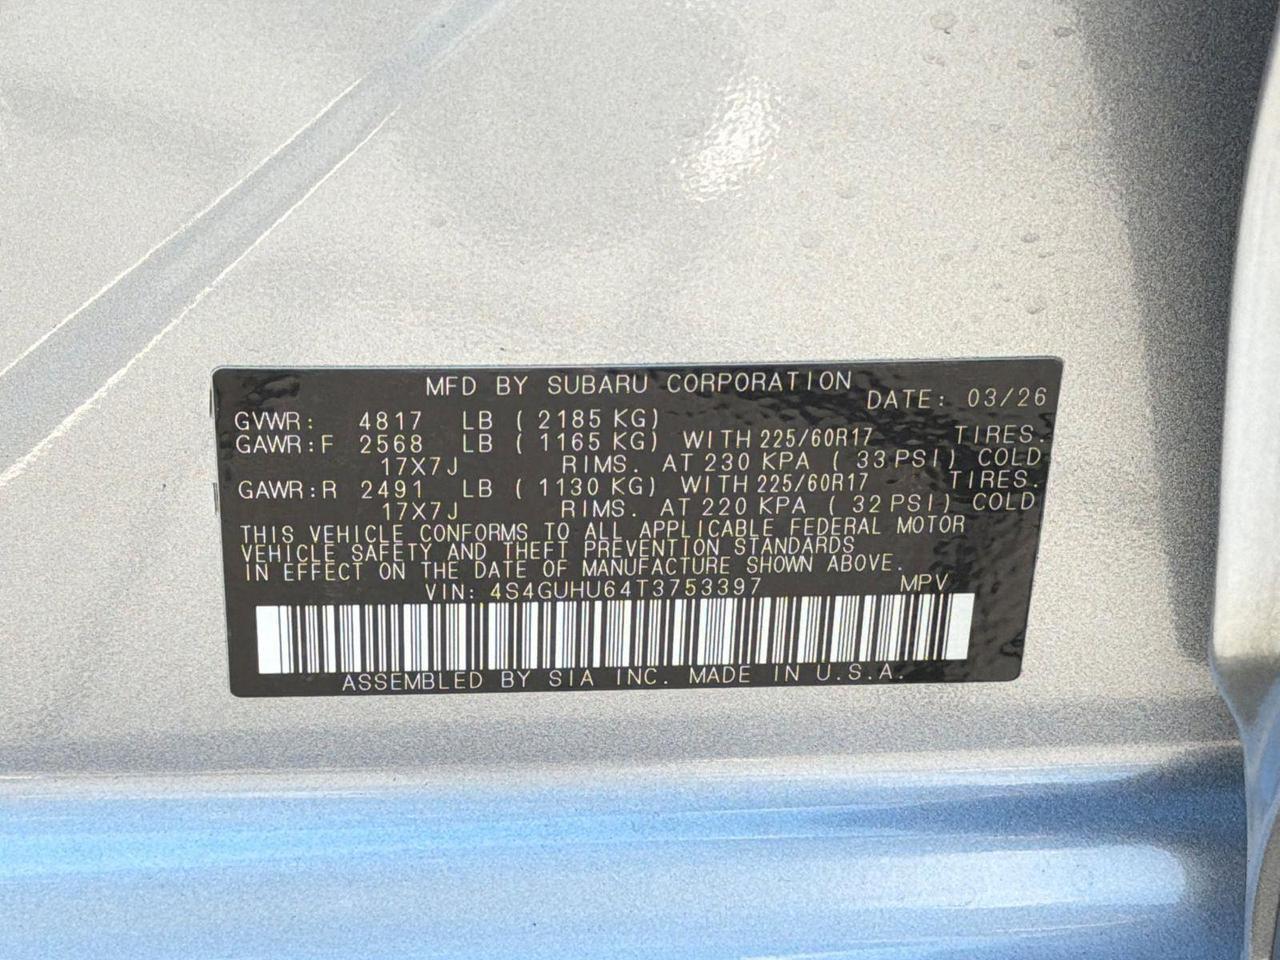 MFD BY SUBARU CORPORATION
DATE: 03/26
GVWR: 4817 LB ( 2185 KG)
GAWR:F 2568 LB ( 1165 KG) WITH 225/60R17 TIRES.
17X7J RIMS. AT 230 KPA ( 33 PSI) COLD
GAWR:R 2491 LB ( 1130 KG) WITH 225/60R17 TIRES.
17X7J RIMS. AT 220 KPA ( 32 PSI) COLD
THIS VEHICLE CONFORMS TO ALL APPLICABLE FEDERAL MOTOR
VEHICLE SAFETY AND THEFT PREVENTION STANDARDS
IN EFFECT ON THE DATE OF MANUFACTURE SHOWN ABOVE.
VIN: 4S4GUHU64T3753397 MPV
ASSEMBLED BY SIA INC. MADE IN U.S.A.